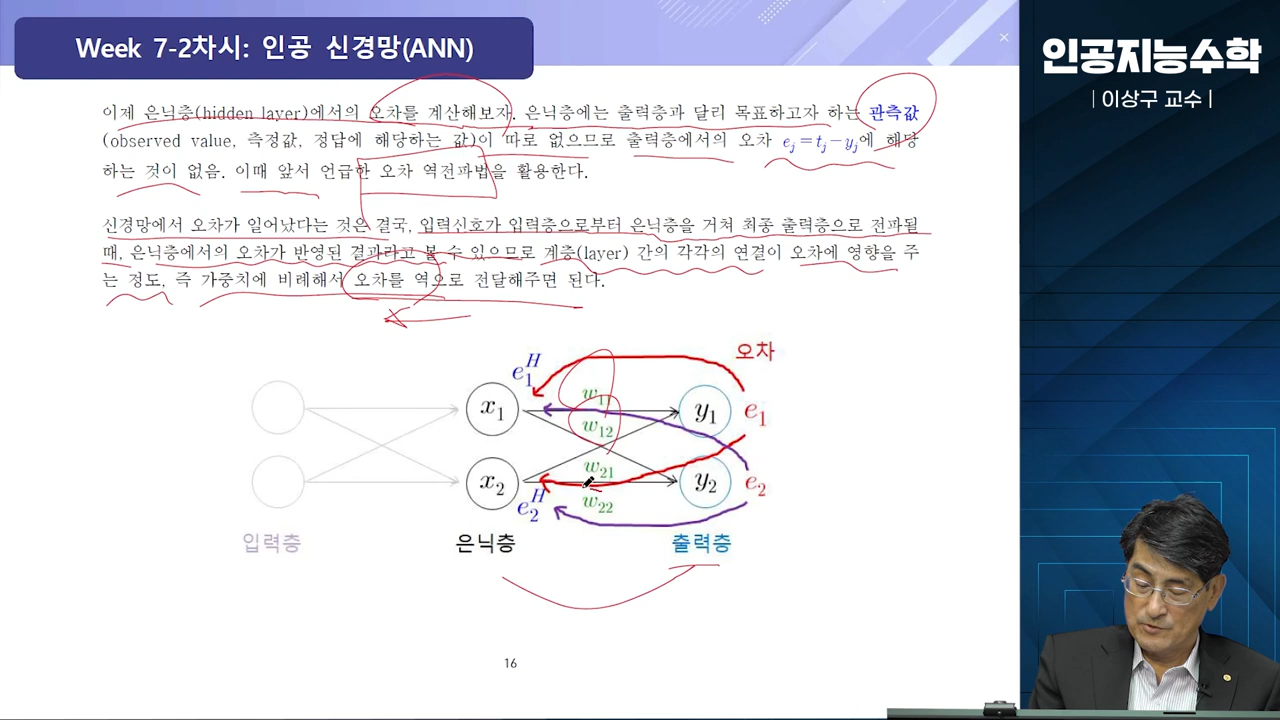 Week 7-2차시: 인공 신경망(ANN)
인공지능수학
| 이상구 교수 |
이제 은닉층(hidden layer)에서의 오차를 계산해보자. 은닉층에는 출력층과 달리 목표하고자 하는 관측값
(observed value, 측정값, 정답에 해당하는 값)이 따로 없으므로 출력층에서의 오차 e_j = t_j − y_j에 해당
하는 것이 없음. 이때 앞서 언급한 오차 역전파법을 활용한다.
신경망에서 오차가 일어났다는 것은 결국, 입력신호가 입력층으로부터 은닉층을 거쳐 최종 출력층으로 전파될
때, 은닉층에서의 오차가 반영된 결과라고 볼 수 있으므로 계층(layer) 간의 각각의 연결이 오차에 영향을 주
는 정도, 즉 가중치에 비례해서 오차를 역으로 전달해주면 된다.
오차
e_1^H
w_11
x_1
y_1
e_1
w_12
w_21
x_2
y_2
e_2
e_2^H
w_22
입력층
은닉층
출력층
16